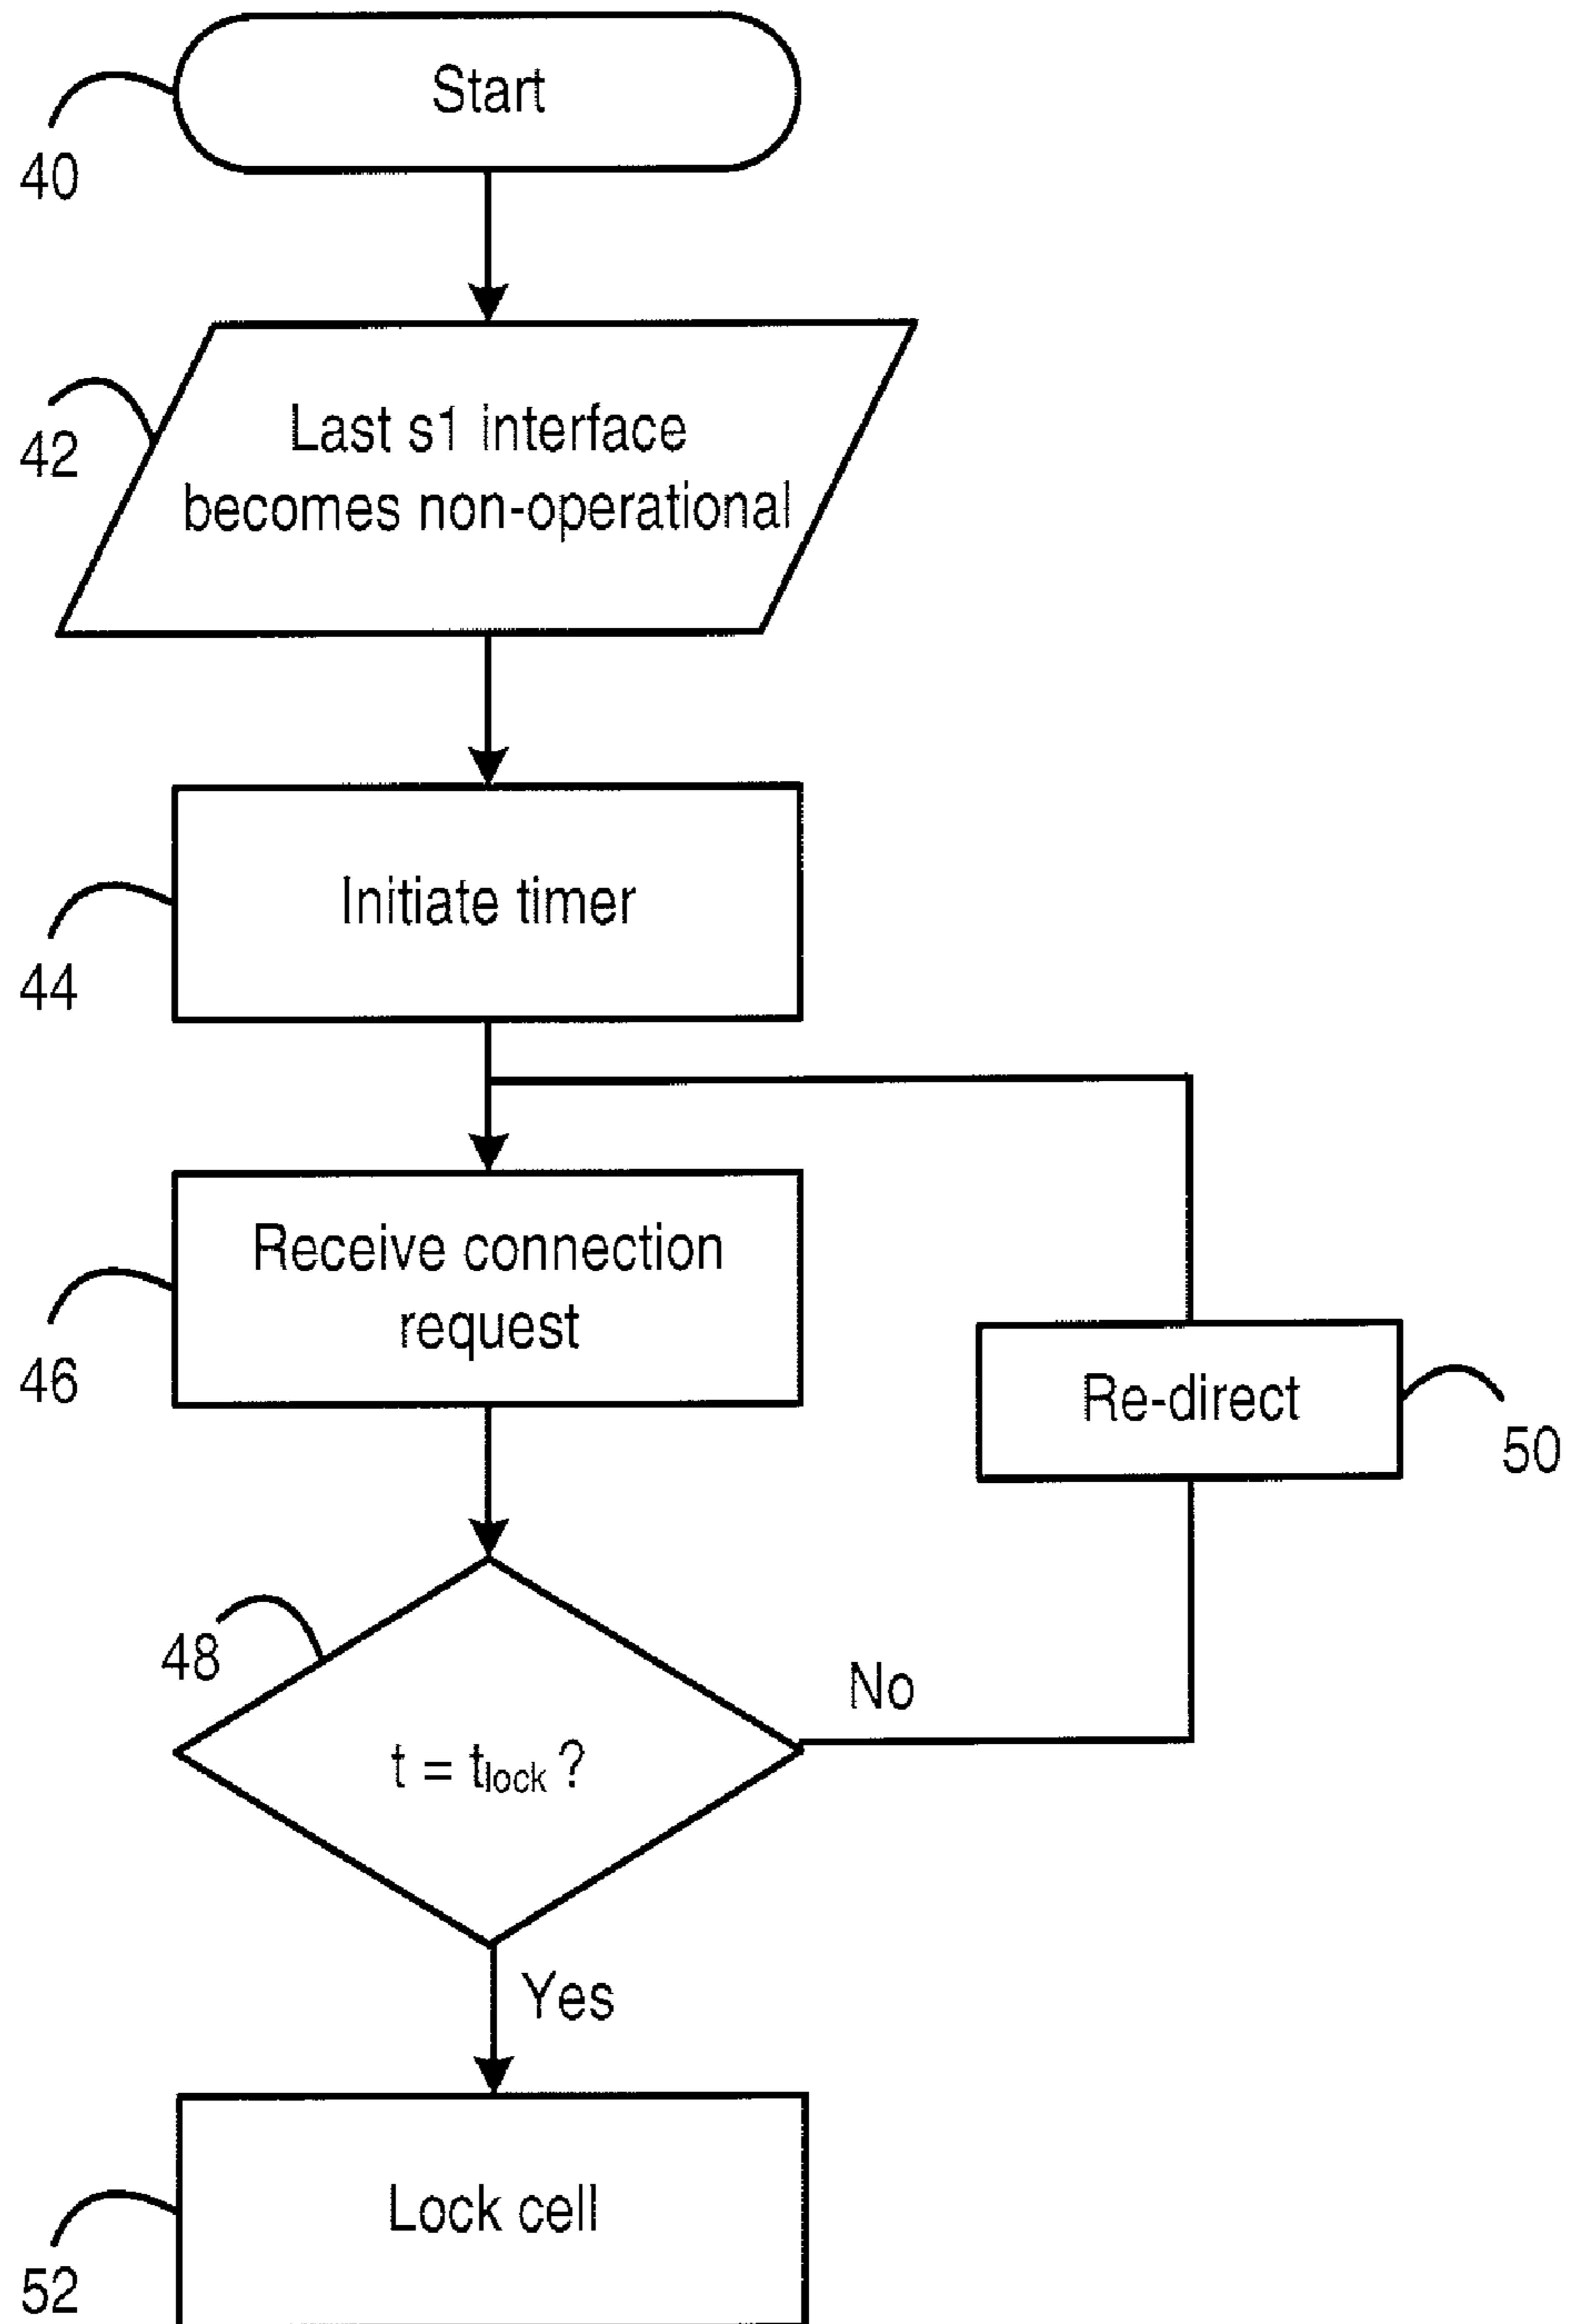 Start
40
Last s1 interface
becomes non-operational
42
Initiate timer
44
Receive connection
request
46
Re-direct
50
48
t = tlock ?
No
Yes
Lock cell
52